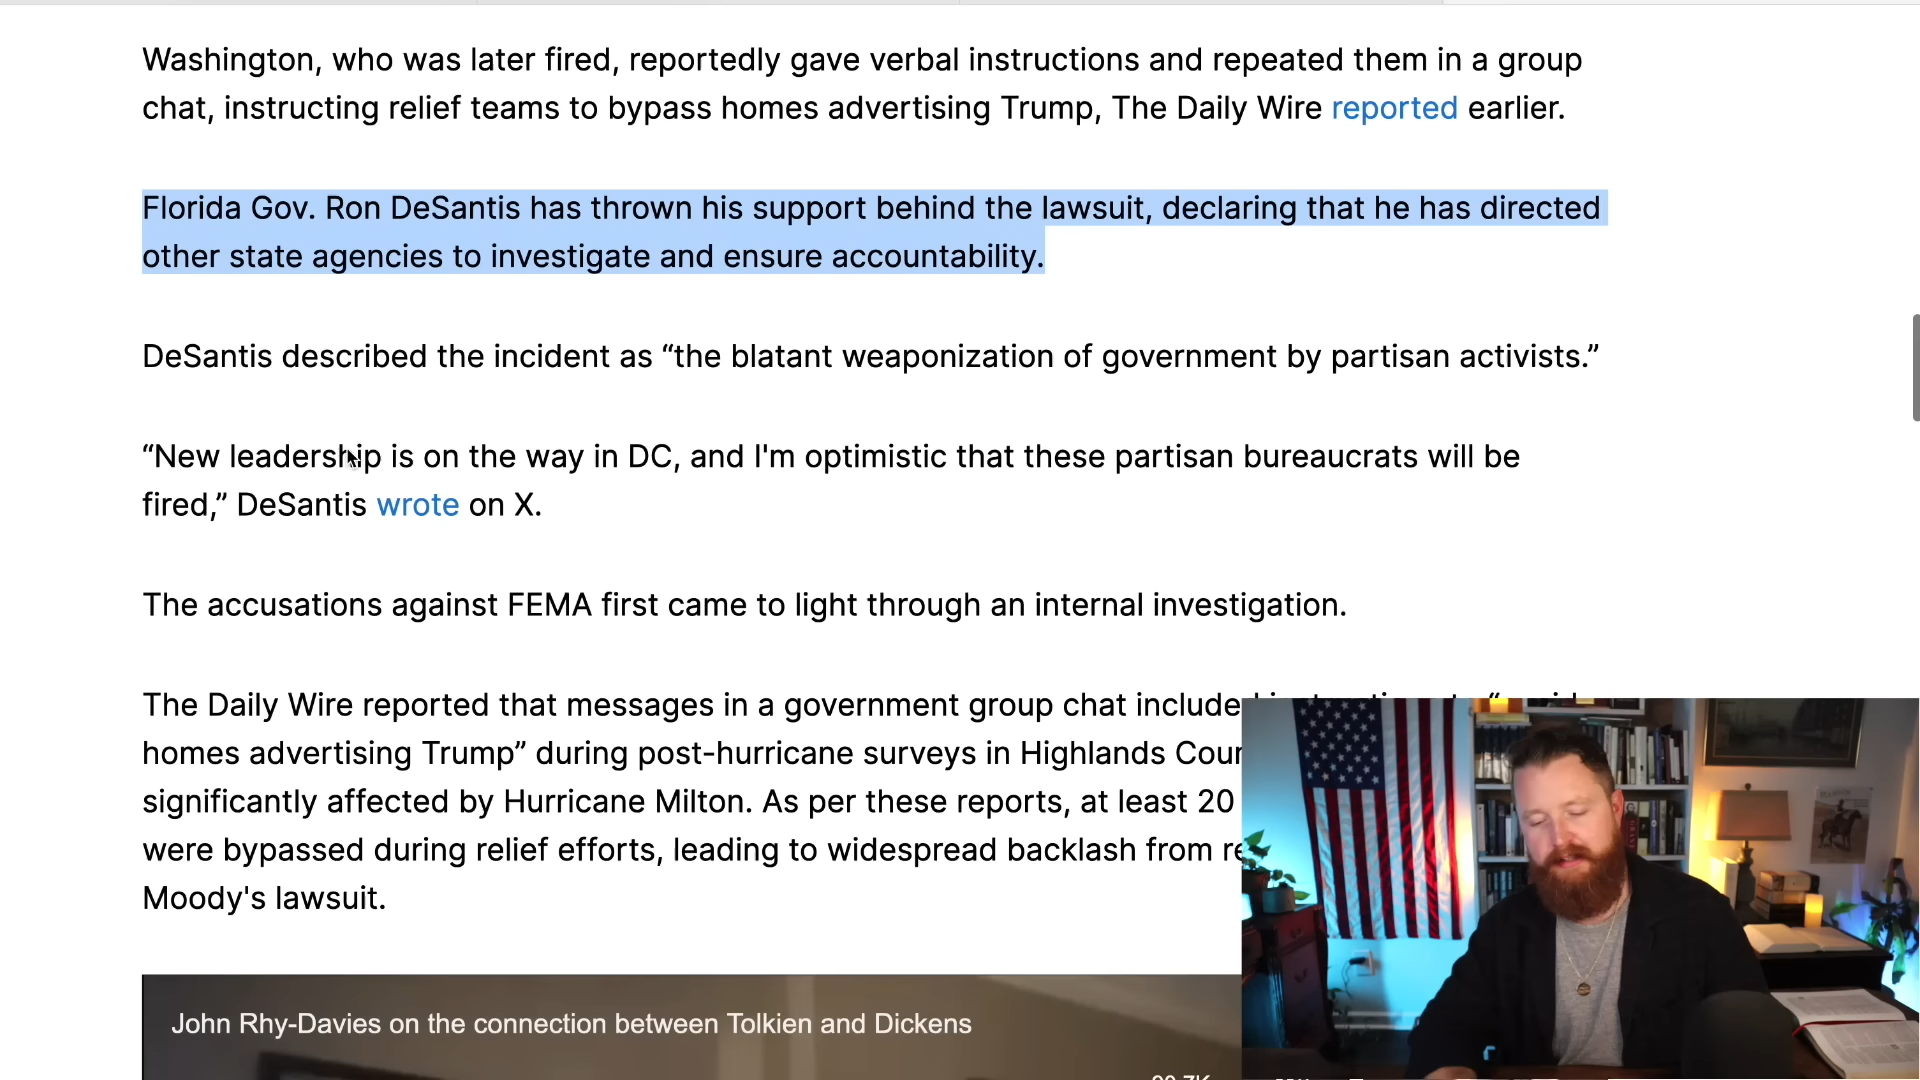 Washington, who was later fired, reportedly gave verbal instructions and repeated them in a group
chat, instructing relief teams to bypass homes advertising Trump, The Daily Wire reported earlier.
Florida Gov. Ron DeSantis has thrown his support behind the lawsuit, declaring that he has directed
other state agencies to investigate and ensure accountability.
DeSantis described the incident as “the blatant weaponization of government by partisan activists.”
“New leadership is on the way in DC, and I'm optimistic that these partisan bureaucrats will be
fired,” DeSantis wrote on X.
The accusations against FEMA first came to light through an internal investigation.
The Daily Wire reported that messages in a government group chat
homes advertising Trump” during post-hurricane surveys in Highlands
significantly affected by Hurricane Milton. As per these reports, at least 20
were bypassed during relief efforts, leading to widespread backlash from
Moody's lawsuit.
John Rhy-Davies on the connection between Tolkien and Dickens